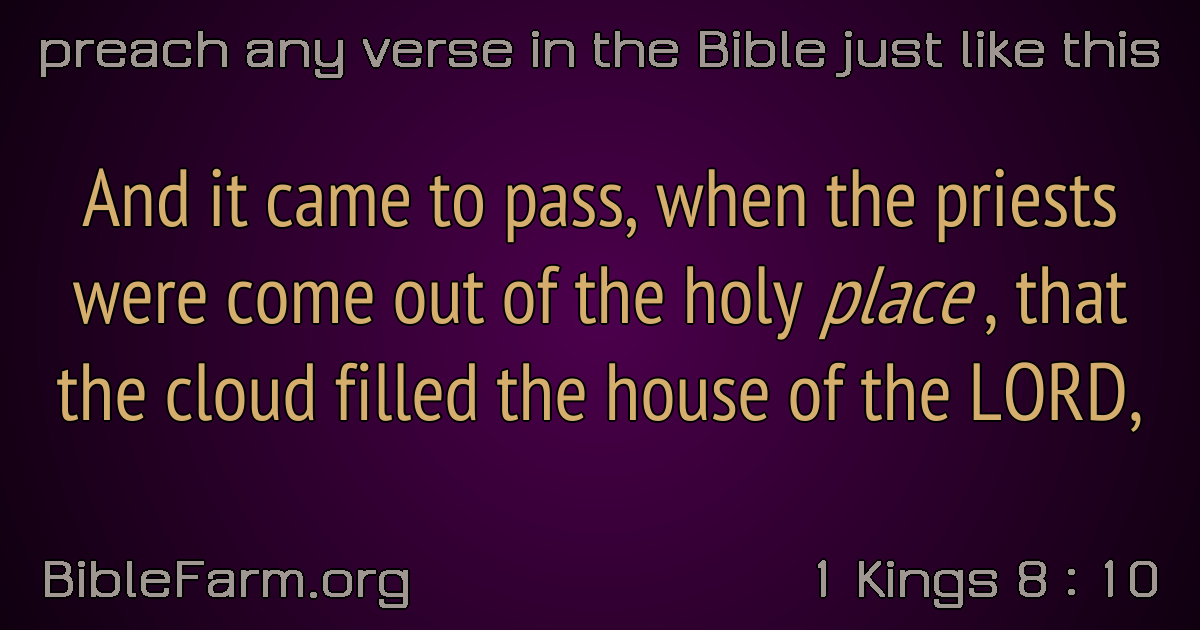 preach any verse in the Bible just like this
And it came to pass, when the priests
were come out of the holy place , that
the cloud filled the house of the LORD,
BibleFarm.org
1 Kings 8 : 10